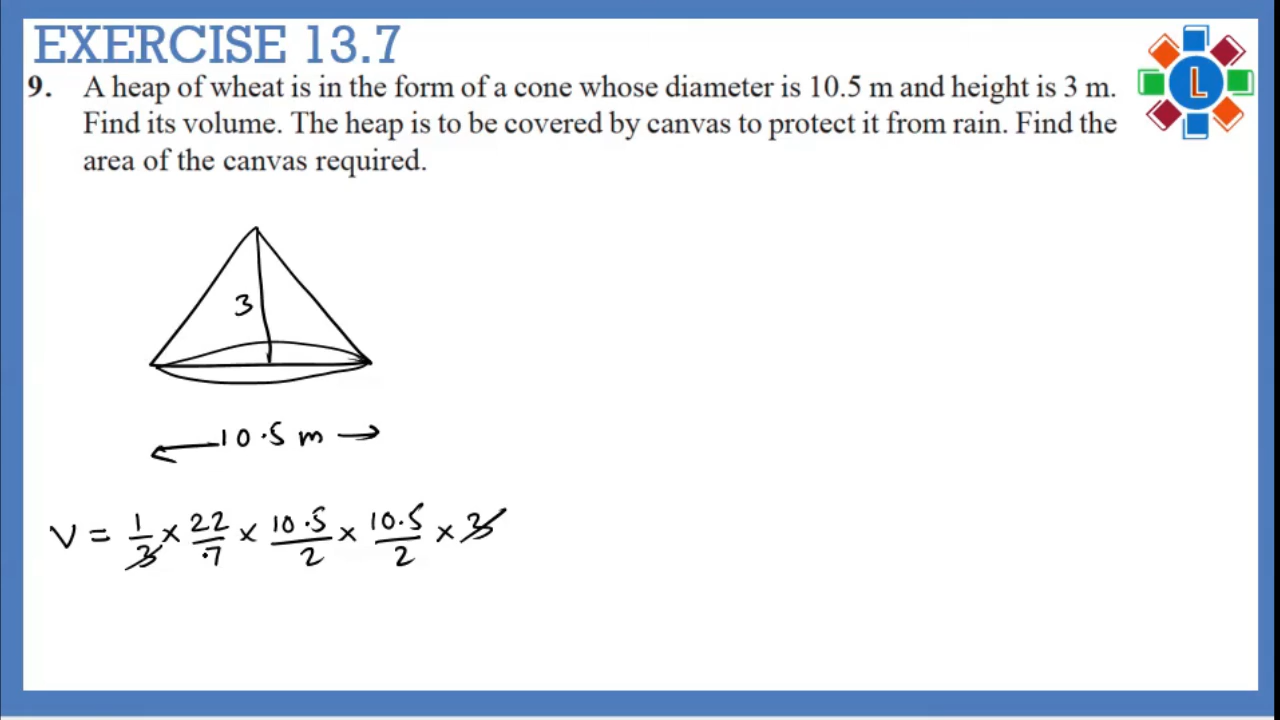 EXERCISE 13.7
L
9. A heap of wheat is in the form of a cone whose diameter is 10.5 m and height is 3 m.
Find its volume. The heap is to be covered by canvas to protect it from rain. Find the
area of the canvas required.
3
10.5 m
V = 1/3 × 22/7 × 10.5/2 × 10.5/2 × 3